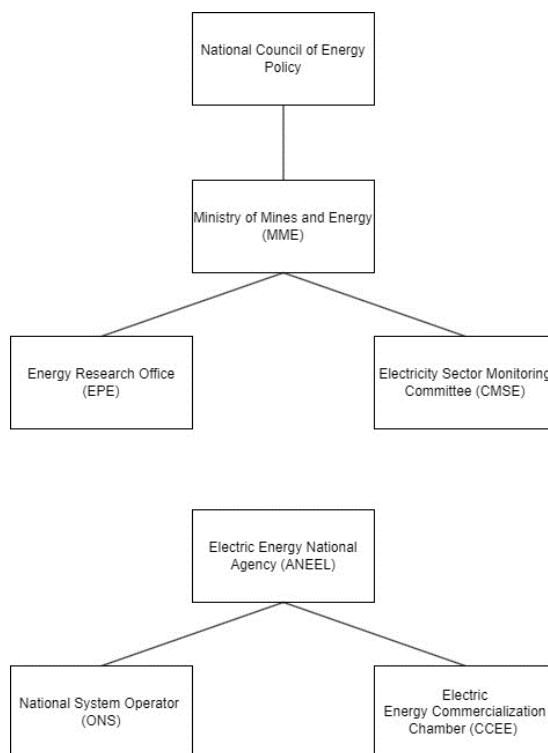 National Council of Energy
Policy
Ministry of Mines and Energy
(MME)
Energy Research Office
(EPE)
Electricity Sector Monitoring
Committee (CMSE)
Electric Energy National
Agency (ANEEL)
National System Operator
(ONS)
Electric
Energy Commercialization
Chamber (CCEE)